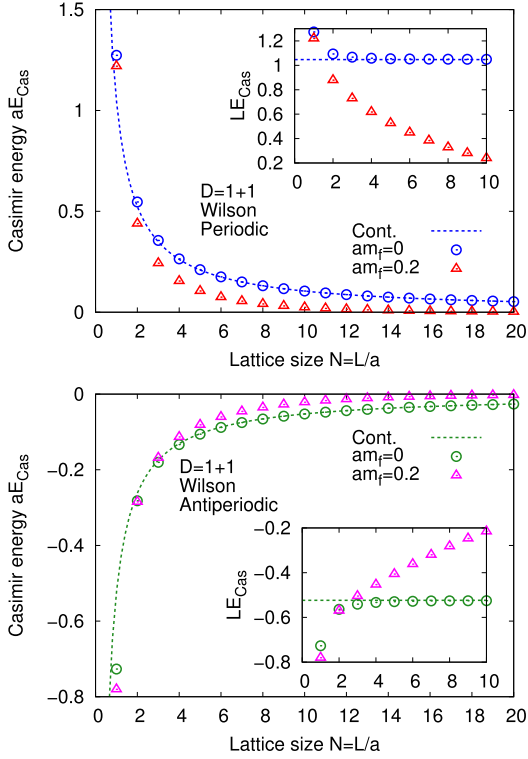 1.5
1
0.5
0
Casimir energy aE_Cas
0 2 4 6 8 10 12 14 16 18 20
Lattice size N=L/a
D=1+1
Wilson
Periodic
Cont.
am_f=0
am_f=0.2
1.2
1
0.8
0.6
0.4
0.2
LE_Cas
0 2 4 6 8 10
0
−0.2
−0.4
−0.6
−0.8
Casimir energy aE_Cas
0 2 4 6 8 10 12 14 16 18 20
Lattice size N=L/a
D=1+1
Wilson
Antiperiodic
Cont.
am_f=0
am_f=0.2
−0.2
−0.4
−0.6
−0.8
LE_Cas
0 2 4 6 8 10